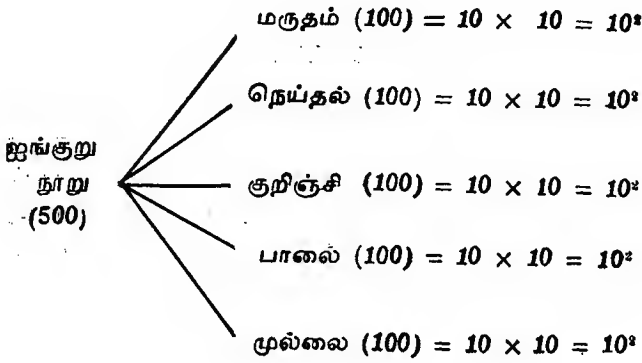 மருதம் (100) = 10 × 10 = 10²
நெய்தல் (100) = 10 × 10 = 10²
ஐங்குறு
நூறு
(500)
குறிஞ்சி (100) = 10 × 10 = 10²
பாலை (100) = 10 × 10 = 10²
முல்லை (100) = 10 × 10 = 10²